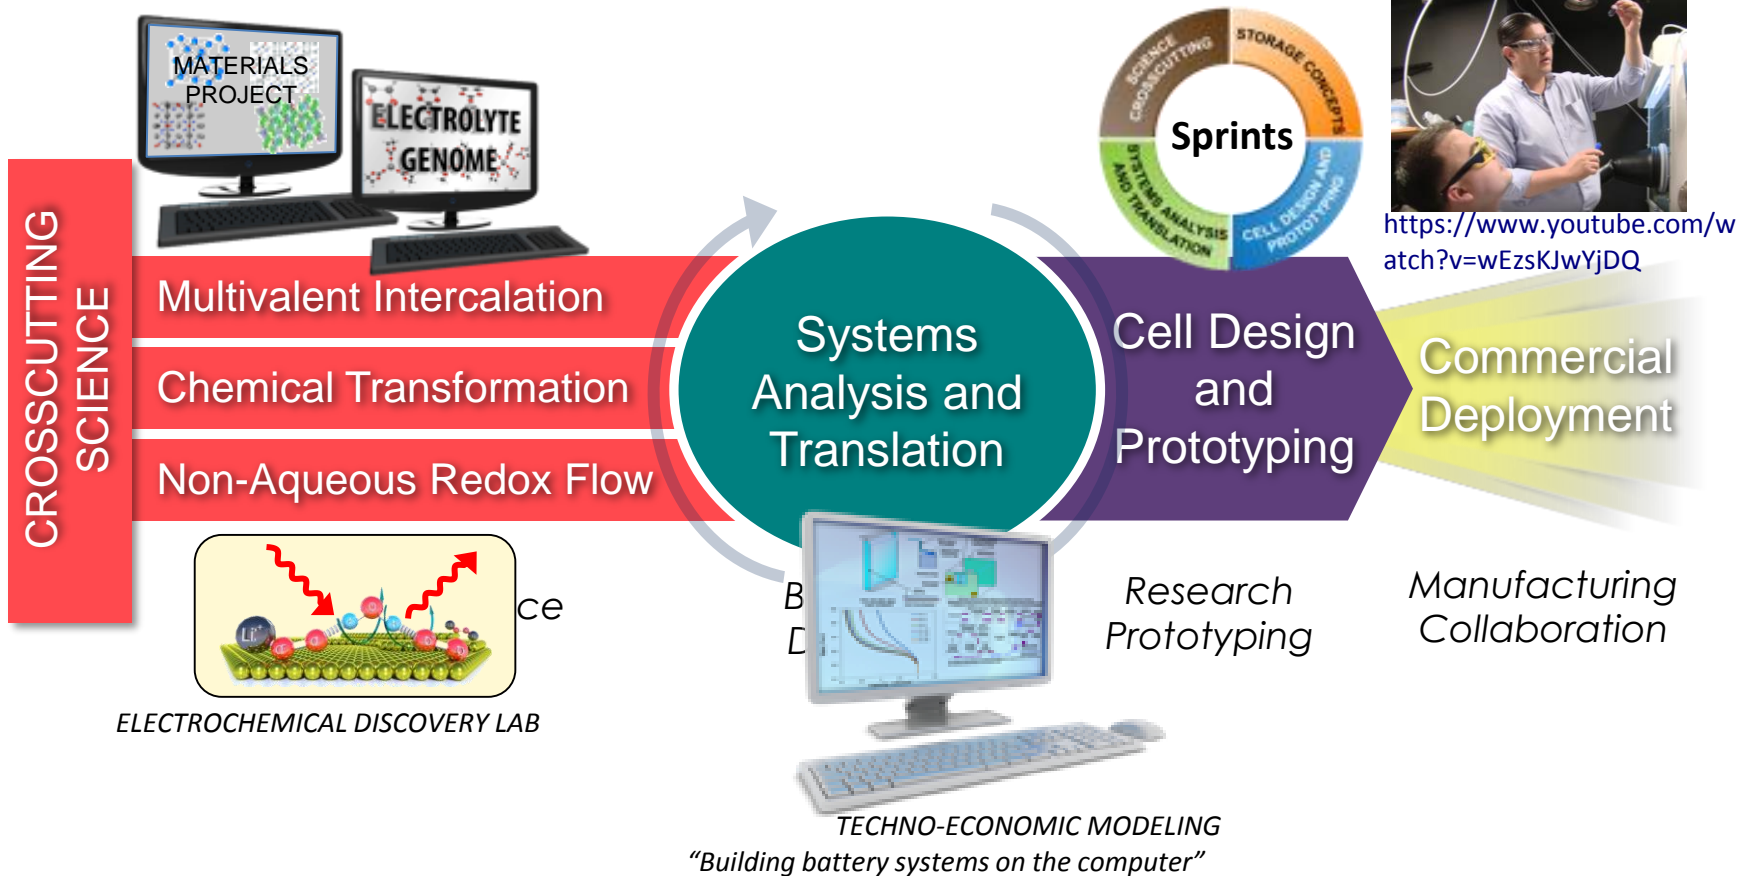 MATERIALS
PROJECT
ELECTROLYTE
GENOME
SCIENCE
CROSSCUTTING
STORAGE CONCEPTS
Sprints
SYSTEMS ANALYSIS
AND TRANSLATION
CELL DESIGN AND
PROTOTYPING
https://www.youtube.com/w
atch?v=wEzsKJwYjDQ
CROSSCUTTING
SCIENCE
Multivalent Intercalation
Chemical Transformation
Non-Aqueous Redox Flow
Systems
Analysis and
Translation
Cell Design
and
Prototyping
Commercial
Deployment
ce
B
D
Research
Prototyping
Manufacturing
Collaboration
Li+
ELECTROCHEMICAL DISCOVERY LAB
TECHNO-ECONOMIC MODELING
“Building battery systems on the computer”